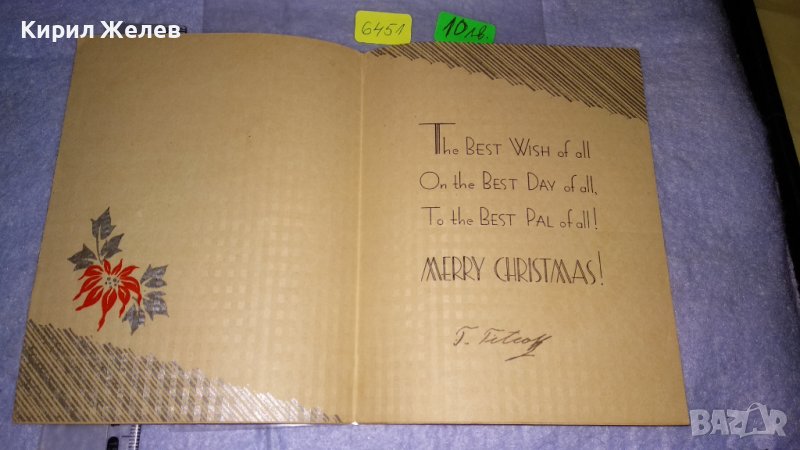 Кирил Желев
6451
10лв.
The BEST WISH of all
On the BEST DAY of all,
To the BEST PAL of all!
MERRY CHRISTMAS!
BAZAR